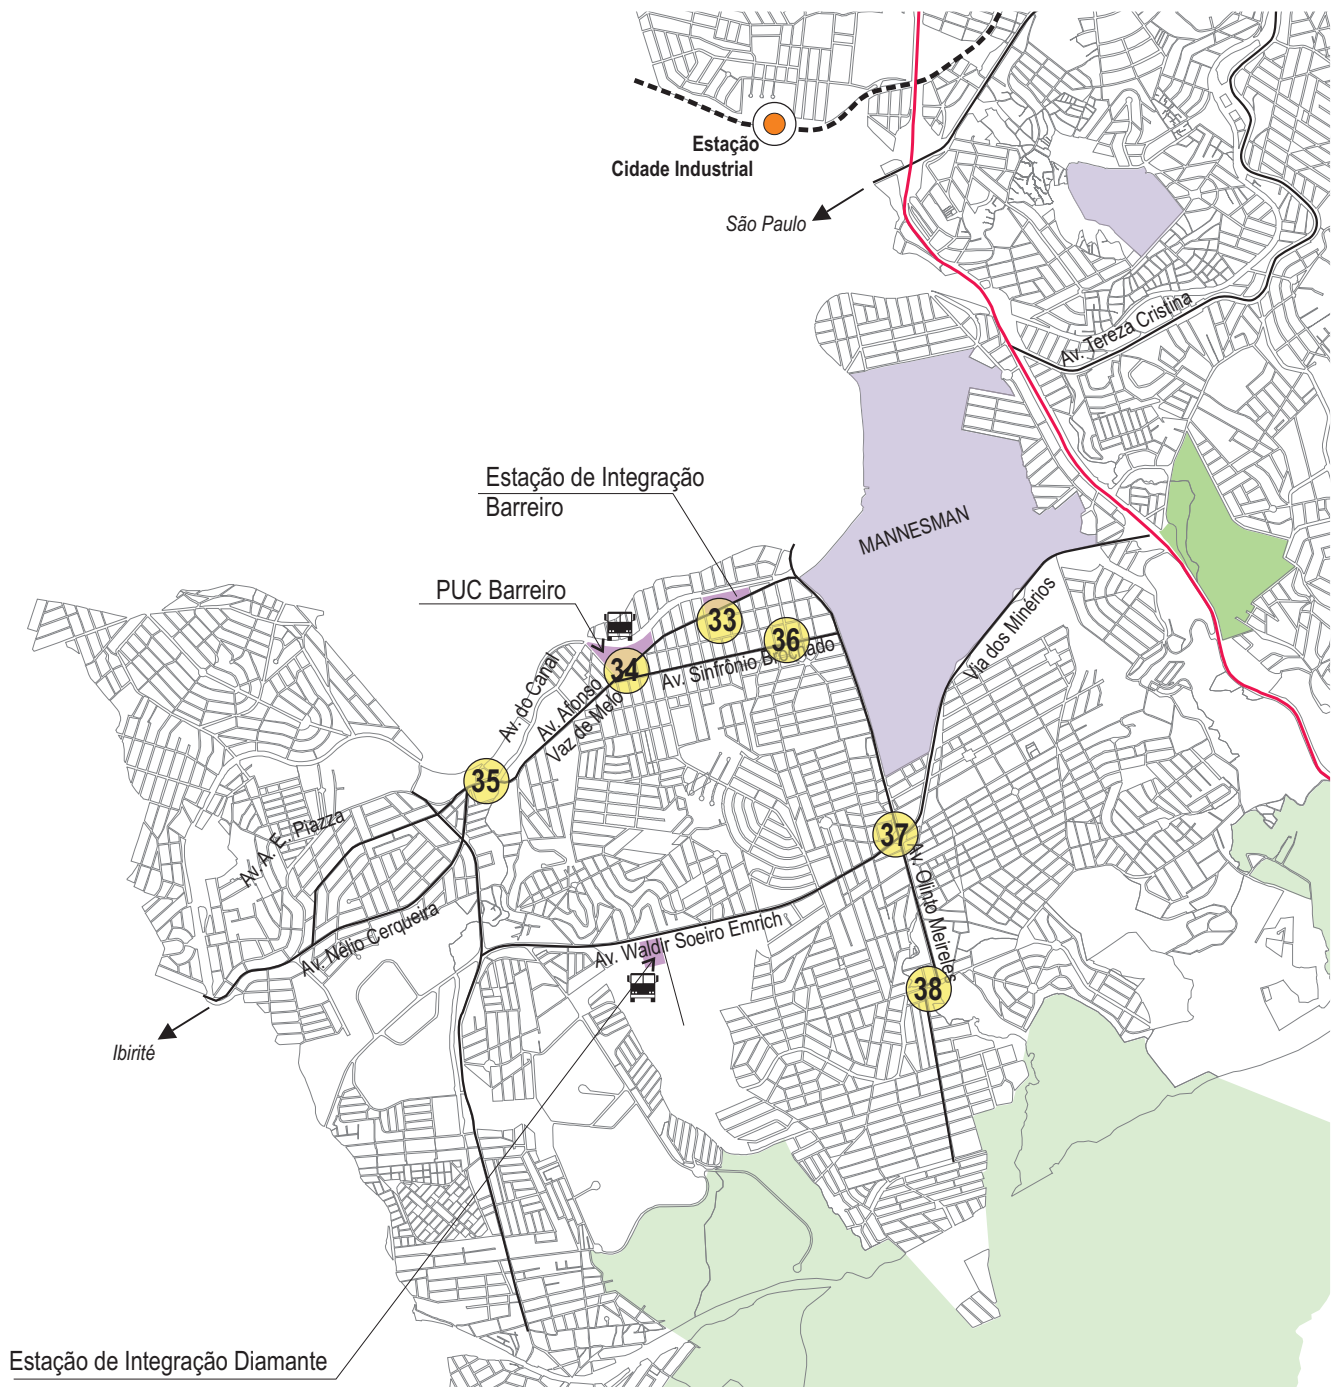 Estação
Cidade Industrial
São Paulo
Av. Tereza Cristina
Estação de Integração
Barreiro
MANNESMAN
PUC Barreiro
33
36
34
Av. Sinfrônio Brochado
Via dos Minerios
Av. do Canal
Av. Afonso
Vaz de Melo
35
Av. A. E. Piazza
37
Av. Olinto Meireles
Av. Nélio Cerqueira
Av. Waldir Soeiro Emrich
38
Ibirité
Estação de Integração Diamante